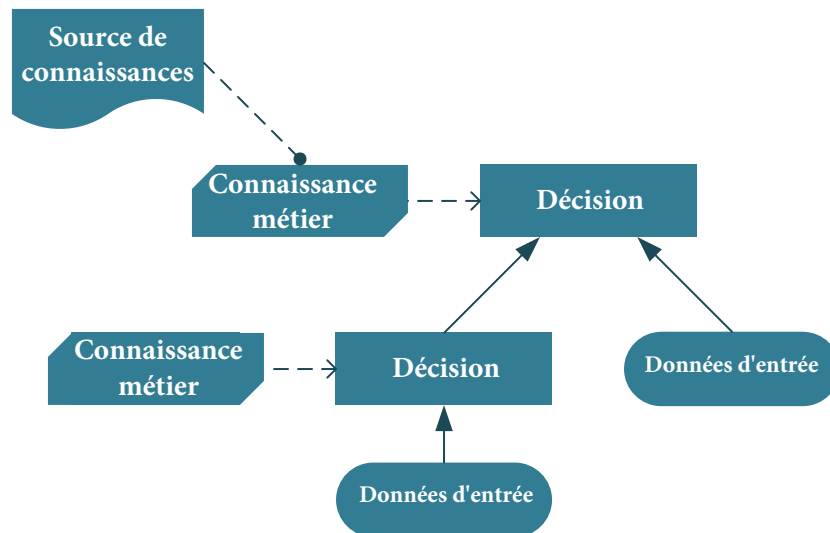 Source de
connaissances
Connaissance
métier
Décision
Connaissance
métier
Décision
Données d'entrée
Données d'entrée